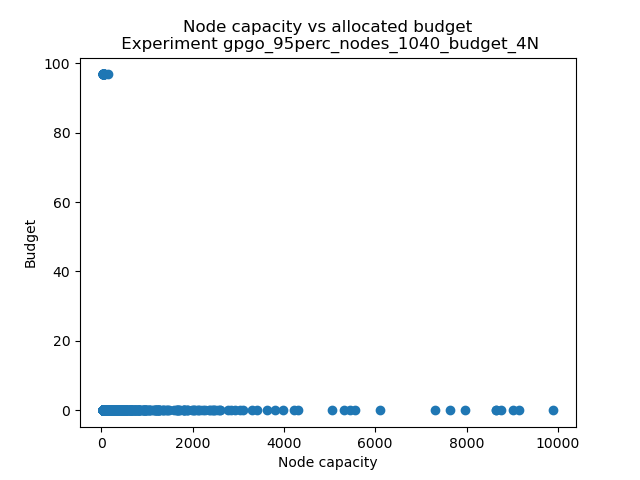 Node capacity vs allocated budget
Experiment gpgo_95perc_nodes_1040_budget_4N
100
80
60
40
20
0
Budget
0 2000 4000 6000 8000 10000
Node capacity